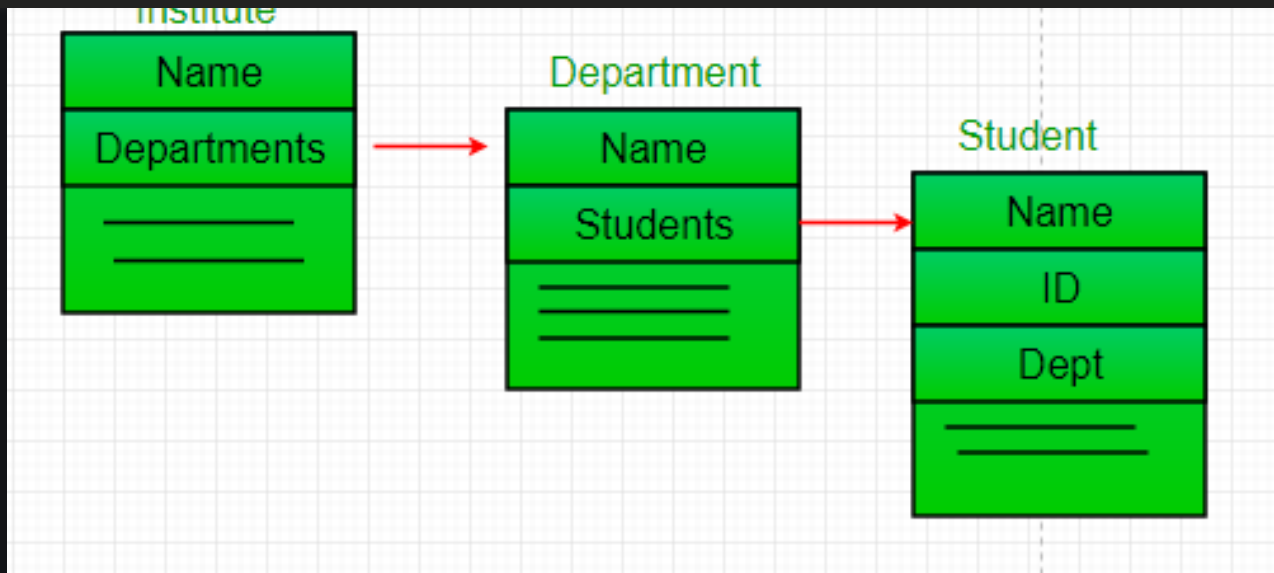 Institute
Name
Departments
Department
Name
Students
Student
Name
ID
Dept